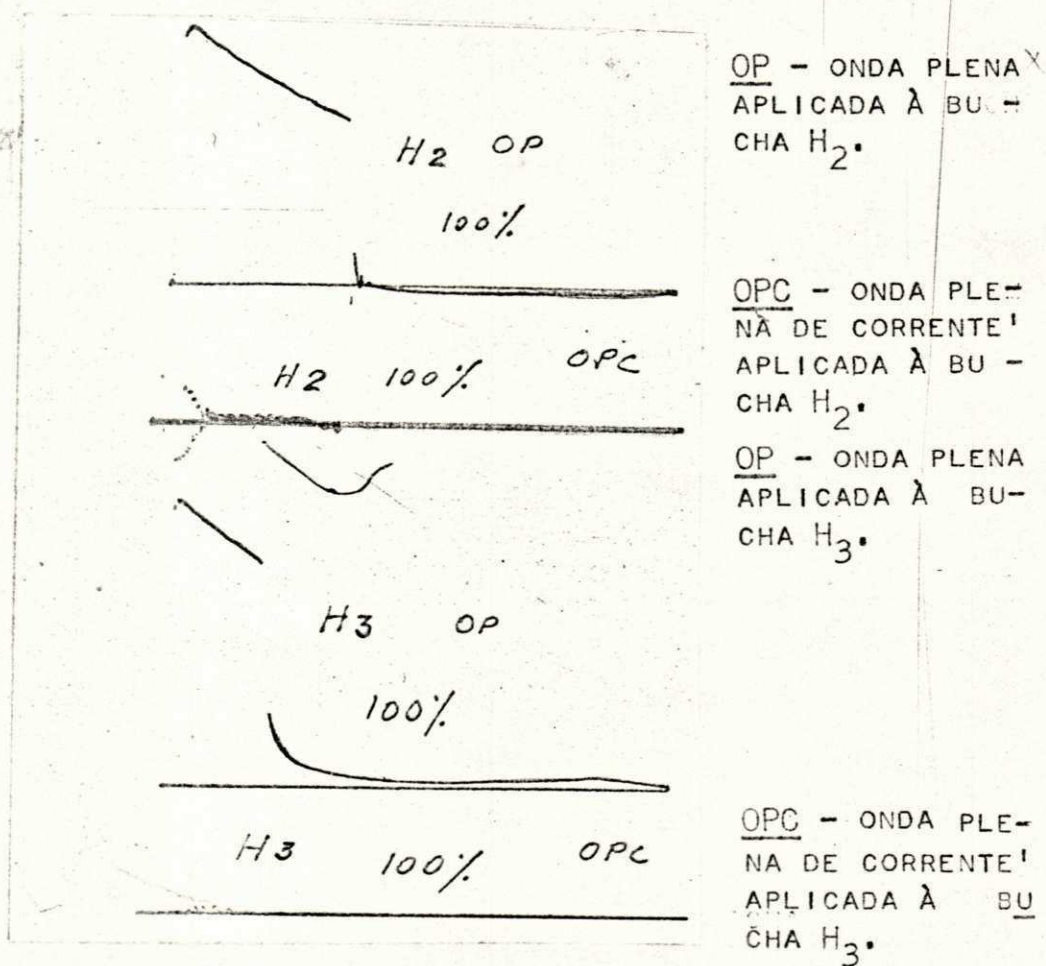 OP - ONDA PLENA
APLICADA À BU-
CHA H2.
H2 OP
100%
OPC - ONDA PLE-
NA DE CORRENTE'
APLICADA À BU -
CHA H2.
H2 100% OPC
OP - ONDA PLENA
APLICADA À BU-
CHA H3.
H3 OP
100%
OPC - ONDA PLE-
NA DE CORRENTE'
APLICADA À BU
CHA H3.
H3 100% OPC